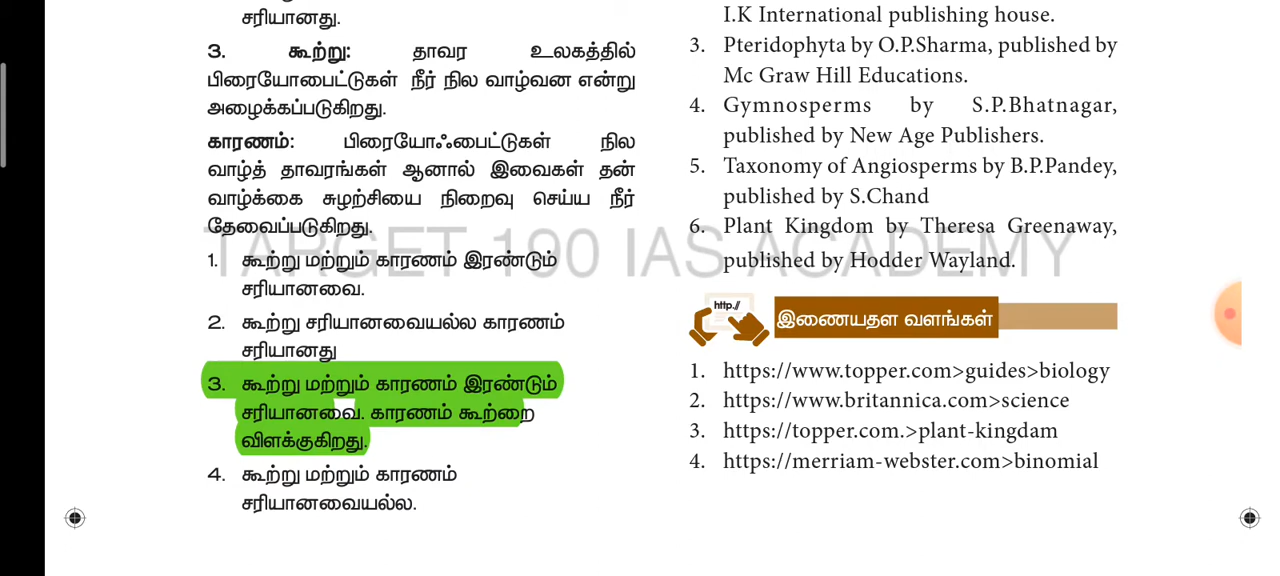 சரியானது.
3. கூற்று: தாவர உலகத்தில்
பிரையோபைட்டுகள் நீர் நில வாழ்வன என்று
அழைக்கப்படுகிறது.
காரணம்: பிரையோஃபைட்டுகள் நில
வாழ்த் தாவரங்கள் ஆனால் இவைகள் தன்
வாழ்க்கை சுழற்சியை நிறைவு செய்ய நீர்
தேவைப்படுகிறது.
1. கூற்று மற்றும் காரணம் இரண்டும்
சரியானவை.
2. கூற்று சரியானவையல்ல காரணம்
சரியானது
3. கூற்று மற்றும் காரணம் இரண்டும்
சரியானவை. காரணம் கூற்றை
விளக்குகிறது.
4. கூற்று மற்றும் காரணம்
சரியானவையல்ல.
I.K International publishing house.
3. Pteridophyta by O.P.Sharma, published by
Mc Graw Hill Educations.
4. Gymnosperms by S.P.Bhatnagar,
published by New Age Publishers.
5. Taxonomy of Angiosperms by B.P.Pandey,
published by S.Chand
6. Plant Kingdom by Theresa Greenaway,
published by Hodder Wayland.
TARGET 190 IAS ACADEMY
http://
இணையதள வளங்கள்
1. https://www.topper.com>guides>biology
2. https://www.britannica.com>science
3. https://topper.com.>plant-kingdam
4. https://merriam-webster.com>binomial